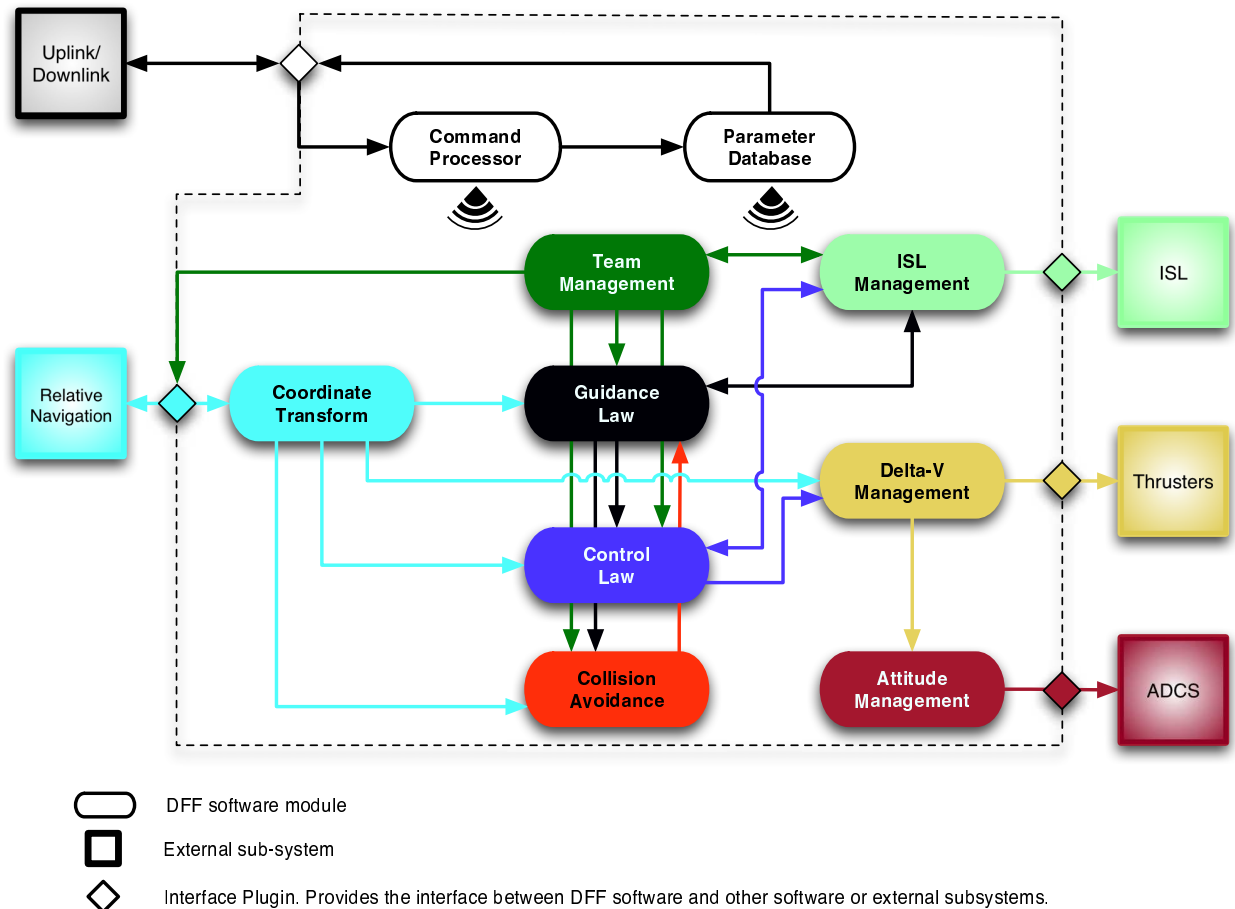 Uplink/
Downlink
Command
Processor
Parameter
Database
Team
Management
ISL
Management
ISL
Relative
Navigation
Coordinate
Transform
Guidance
Law
Delta-V
Management
Thrusters
Control
Law
Collision
Avoidance
Attitude
Management
ADCS
DFF software module
External sub-system
Interface Plugin. Provides the interface between DFF software and other software or external subsystems.